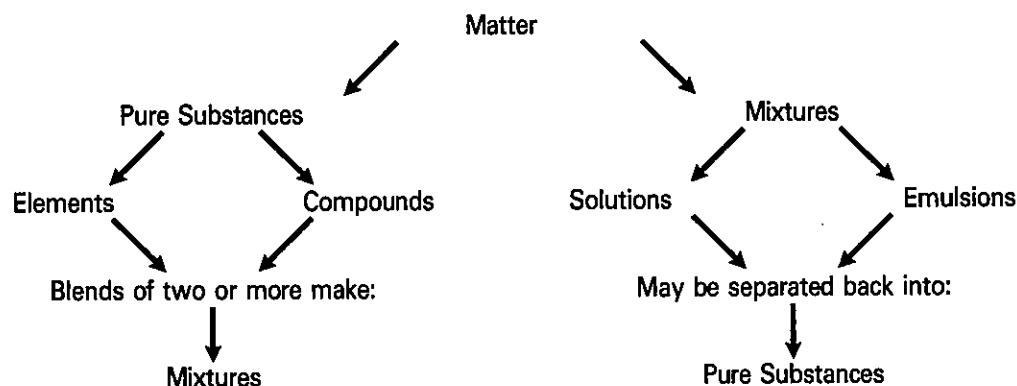 Matter
Pure Substances
Mixtures
Elements
Compounds
Solutions
Emulsions
Blends of two or more make:
May be separated back into:
Mixtures
Pure Substances